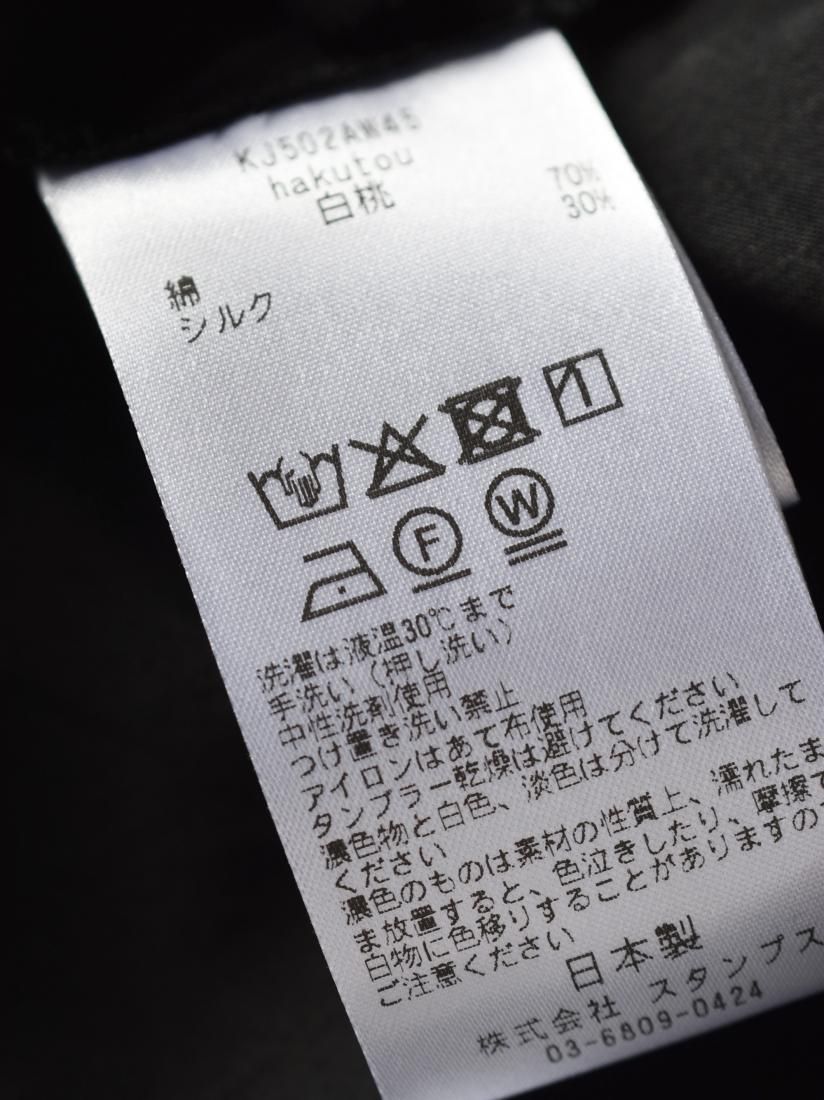 KJ502AW45
hakutou
白桃
綿 70%
シルク 30%
F W
洗濯は液温30℃まで
手洗い（押し洗い）
中性洗剤使用
つけ置き洗い禁止
アイロンはあて布使用
タンブラー乾燥は避けてください
濃色物と白色、淡色は分けて洗濯して
ください
濃色のものは素材の性質上、濡れたま
ま放置すると、色泣きしたり、摩擦で
白物に色移りすることがありますので
ご注意ください
日本製
株式会社 スタンプス
03-6809-0424